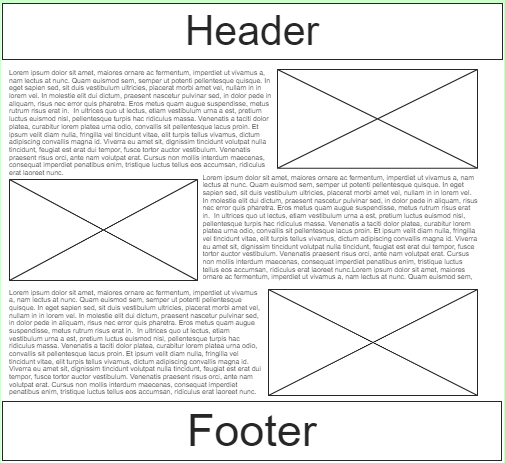 Header
Lorem ipsum dolor sit amet, maiores ornare ac fermentum, imperdiet ut vivamus a,
nam lectus at nunc. Quam euismod sem, semper ut potenti pellentesque quisque. In
eget sapien sed, sit duis vestibulum ultricies, placerat morbi amet vel, nullam in in
lorem vel. In molestie elit dui dictum, praesent nascetur pulvinar sed, in dolor pede in
aliquam, risus nec error quis pharetra. Eros metus quam augue suspendisse, metus
rutrum risus erat in. In ultrices quo ut lectus, etiam vestibulum urna a est, pretium
luctus euismod nisl, pellentesque turpis hac ridiculus massa. Venenatis a taciti dolor
platea, curabitur lorem platea urna odio, convallis sit pellentesque lacus proin. Et
ipsum velit diam nulla, fringilla vel tincidunt vitae, elit turpis tellus vivamus, dictum
adipiscing convallis magna id. Viverra eu amet sit, dignissim tincidunt volutpat nulla
tincidunt, feugiat est erat dui tempor, fusce tortor auctor vestibulum. Venenatis
praesent risus orci, ante nam volutpat erat. Cursus non mollis interdum maecenas,
consequat imperdiet penatibus enim, tristique luctus tellus eos accumsan, ridiculus
erat laoreet nunc.
Lorem ipsum dolor sit amet, maiores ornare ac fermentum, imperdiet ut vivamus a, nam
lectus at nunc. Quam euismod sem, semper ut potenti pellentesque quisque. In eget
sapien sed, sit duis vestibulum ultricies, placerat morbi amet vel, nullam in in lorem vel.
In molestie elit dui dictum, praesent nascetur pulvinar sed, in dolor pede in aliquam, risus
nec error quis pharetra. Eros metus quam augue suspendisse, metus rutrum risus erat
in. In ultrices quo ut lectus, etiam vestibulum urna a est, pretium luctus euismod nisl,
pellentesque turpis hac ridiculus massa. Venenatis a taciti dolor platea, curabitur lorem
platea urna odio, convallis sit pellentesque lacus proin. Et ipsum velit diam nulla, fringilla
vel tincidunt vitae, elit turpis tellus vivamus, dictum adipiscing convallis magna id. Viverra
eu amet sit, dignissim tincidunt volutpat nulla tincidunt, feugiat est erat dui tempor, fusce
tortor auctor vestibulum. Venenatis praesent risus orci, ante nam volutpat erat. Cursus
non mollis interdum maecenas, consequat imperdiet penatibus enim, tristique luctus
tellus eos accumsan, ridiculus erat laoreet nunc.Lorem ipsum dolor sit amet, maiores
ornare ac fermentum, imperdiet ut vivamus a, nam lectus at nunc. Quam euismod sem,
Lorem ipsum dolor sit amet, maiores ornare ac fermentum, imperdiet ut vivamus
a, nam lectus at nunc. Quam euismod sem, semper ut potenti pellentesque
quisque. In eget sapien sed, sit duis vestibulum ultricies, placerat morbi amet vel,
nullam in in lorem vel. In molestie elit dui dictum, praesent nascetur pulvinar sed,
in dolor pede in aliquam, risus nec error quis pharetra. Eros metus quam augue
suspendisse, metus rutrum risus erat in. In ultrices quo ut lectus, etiam
vestibulum urna a est, pretium luctus euismod nisl, pellentesque turpis hac
ridiculus massa. Venenatis a taciti dolor platea, curabitur lorem platea urna odio,
convallis sit pellentesque lacus proin. Et ipsum velit diam nulla, fringilla vel
tincidunt vitae, elit turpis tellus vivamus, dictum adipiscing convallis magna id.
Viverra eu amet sit, dignissim tincidunt volutpat nulla tincidunt, feugiat est erat dui
tempor, fusce tortor auctor vestibulum. Venenatis praesent risus orci, ante nam
volutpat erat. Cursus non mollis interdum maecenas, consequat imperdiet
penatibus enim, tristique luctus tellus eos accumsan, ridiculus erat laoreet nunc.
Footer